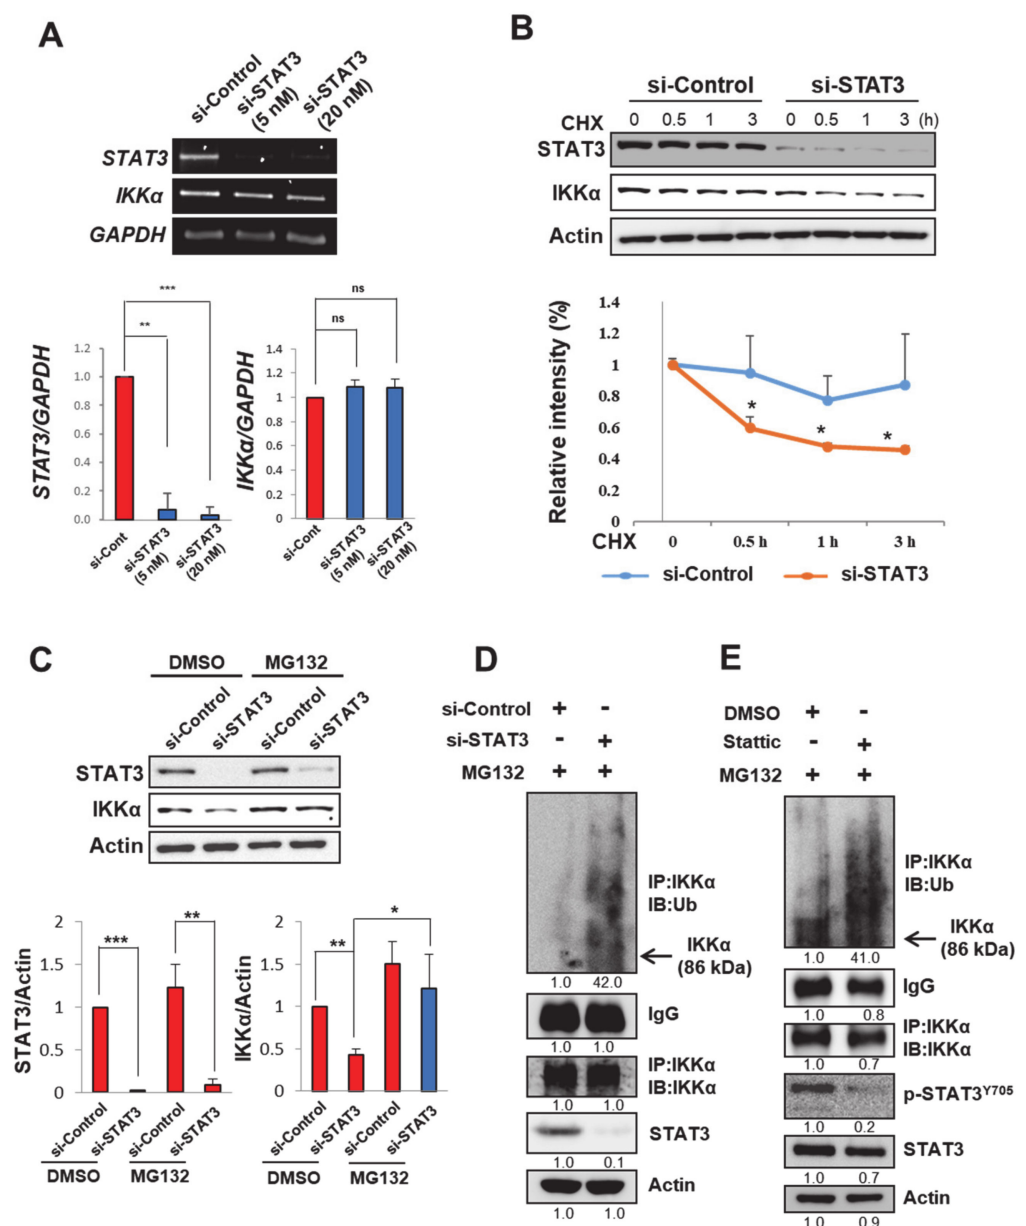 A
si-Control
si-STAT3
(5 nM)
si-STAT3
(20 nM)
STAT3
IKKα
GAPDH
STAT3/GAPDH
1.2
1.0
0.8
0.6
0.4
0.2
0.0
**
***
si-Cont
si-STAT3
(5 nM)
si-STAT3
(20 nM)
IKKα/GAPDH
1.4
1.2
1
0.8
0.6
0.4
0.2
0
ns
ns
si-Cont
si-STAT3
(5 nM)
si-STAT3
(20 nM)
B
si-Control si-STAT3
CHX 0 0.5 1 3 0 0.5 1 3 (h)
STAT3
IKKα
Actin
Relative intensity (%)
1.4
1.2
1
0.8
0.6
0.4
0.2
0
* * *
CHX 0 0.5 h 1 h 3 h
si-Control si-STAT3
C
DMSO MG132
si-Control si-STAT3 si-Control si-STAT3
STAT3
IKKα
Actin
STAT3/Actin
2
1.5
1
0.5
0
*** **
si-Control si-STAT3 si-Control si-STAT3
DMSO MG132
IKKα/Actin
2
1.5
1
0.5
0
** *
si-Control si-STAT3 si-Control si-STAT3
DMSO MG132
D
si-Control + -
si-STAT3 - +
MG132 + +
IP:IKKα
IB:Ub
IKKα
(86 kDa)
1.0 42.0
IgG
1.0 1.0
IP:IKKα
IB:IKKα
1.0 1.0
STAT3
1.0 0.1
Actin
1.0 1.0
E
DMSO + -
Stattic - +
MG132 + +
IP:IKKα
IB:Ub
IKKα
(86 kDa)
1.0 41.0
IgG
1.0 0.8
IP:IKKα
IB:IKKα
1.0 0.7
p-STAT3Y705
1.0 0.2
STAT3
1.0 0.7
Actin
1.0 0.9